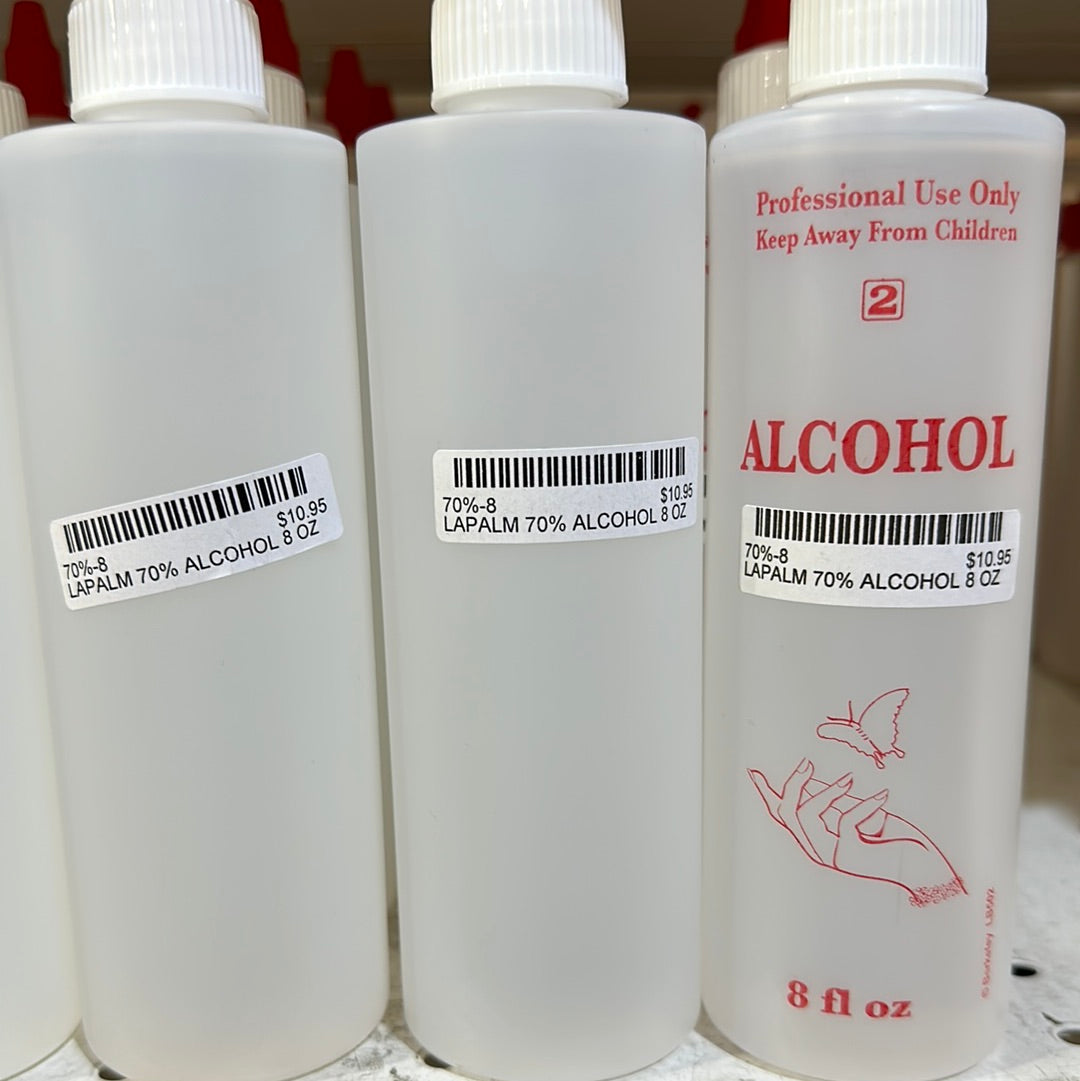 $10.95
70%-8
LAPALM 70% ALCOHOL 8 OZ
$10.95
70%-8
LAPALM 70% ALCOHOL 8 OZ
Professional Use Only
Keep Away From Children
2
ALCOHOL
70%-8 $10.95
LAPALM 70% ALCOHOL 8 OZ
8 fl oz
© Berkeley